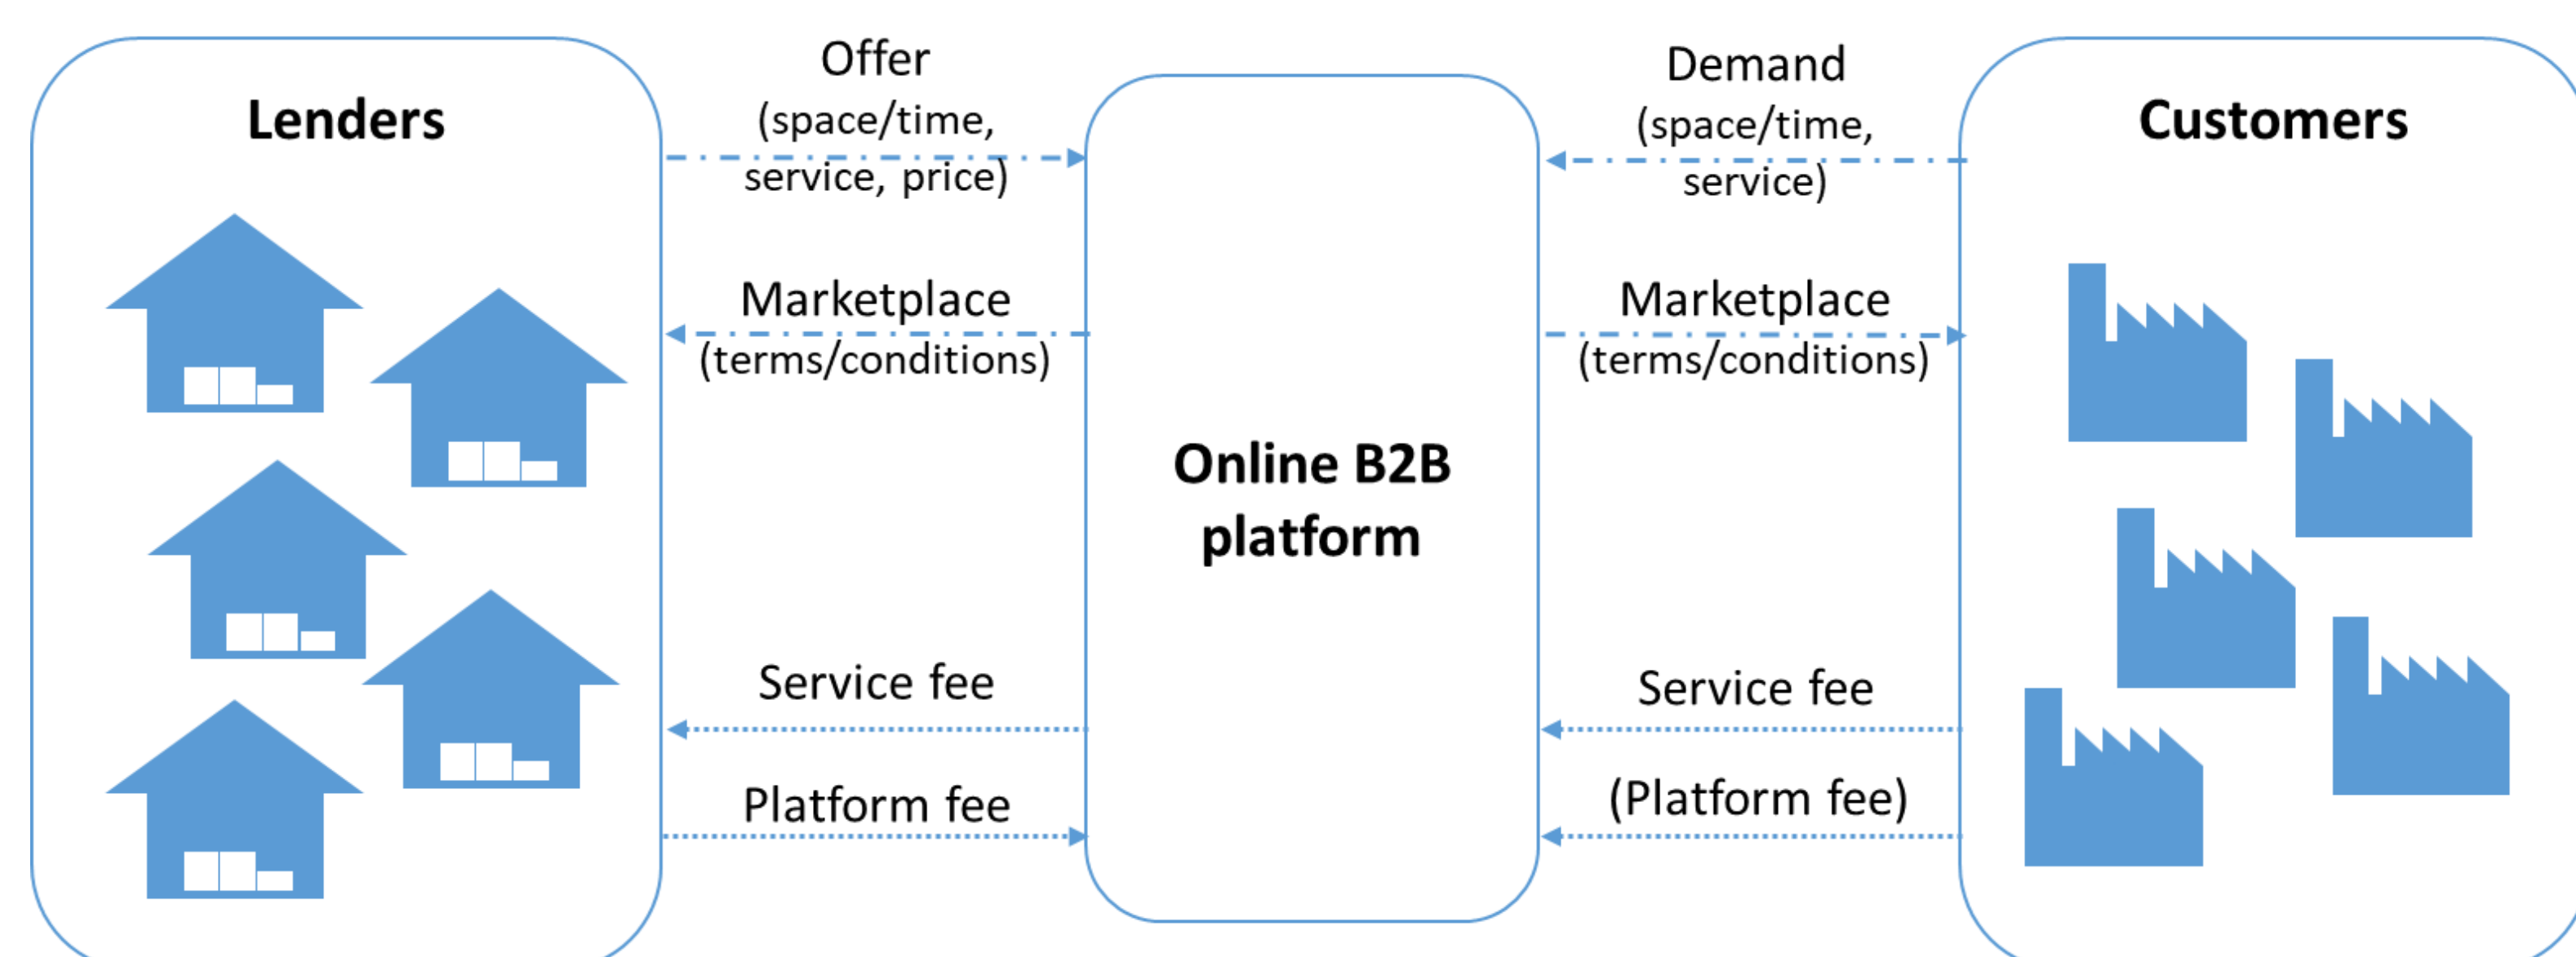 Lenders
Offer
(space/time,
service, price)
Marketplace
(terms/conditions)
Service fee
Platform fee
Online B2B
platform
Demand
(space/time,
service)
Marketplace
(terms/conditions)
Service fee
(Platform fee)
Customers